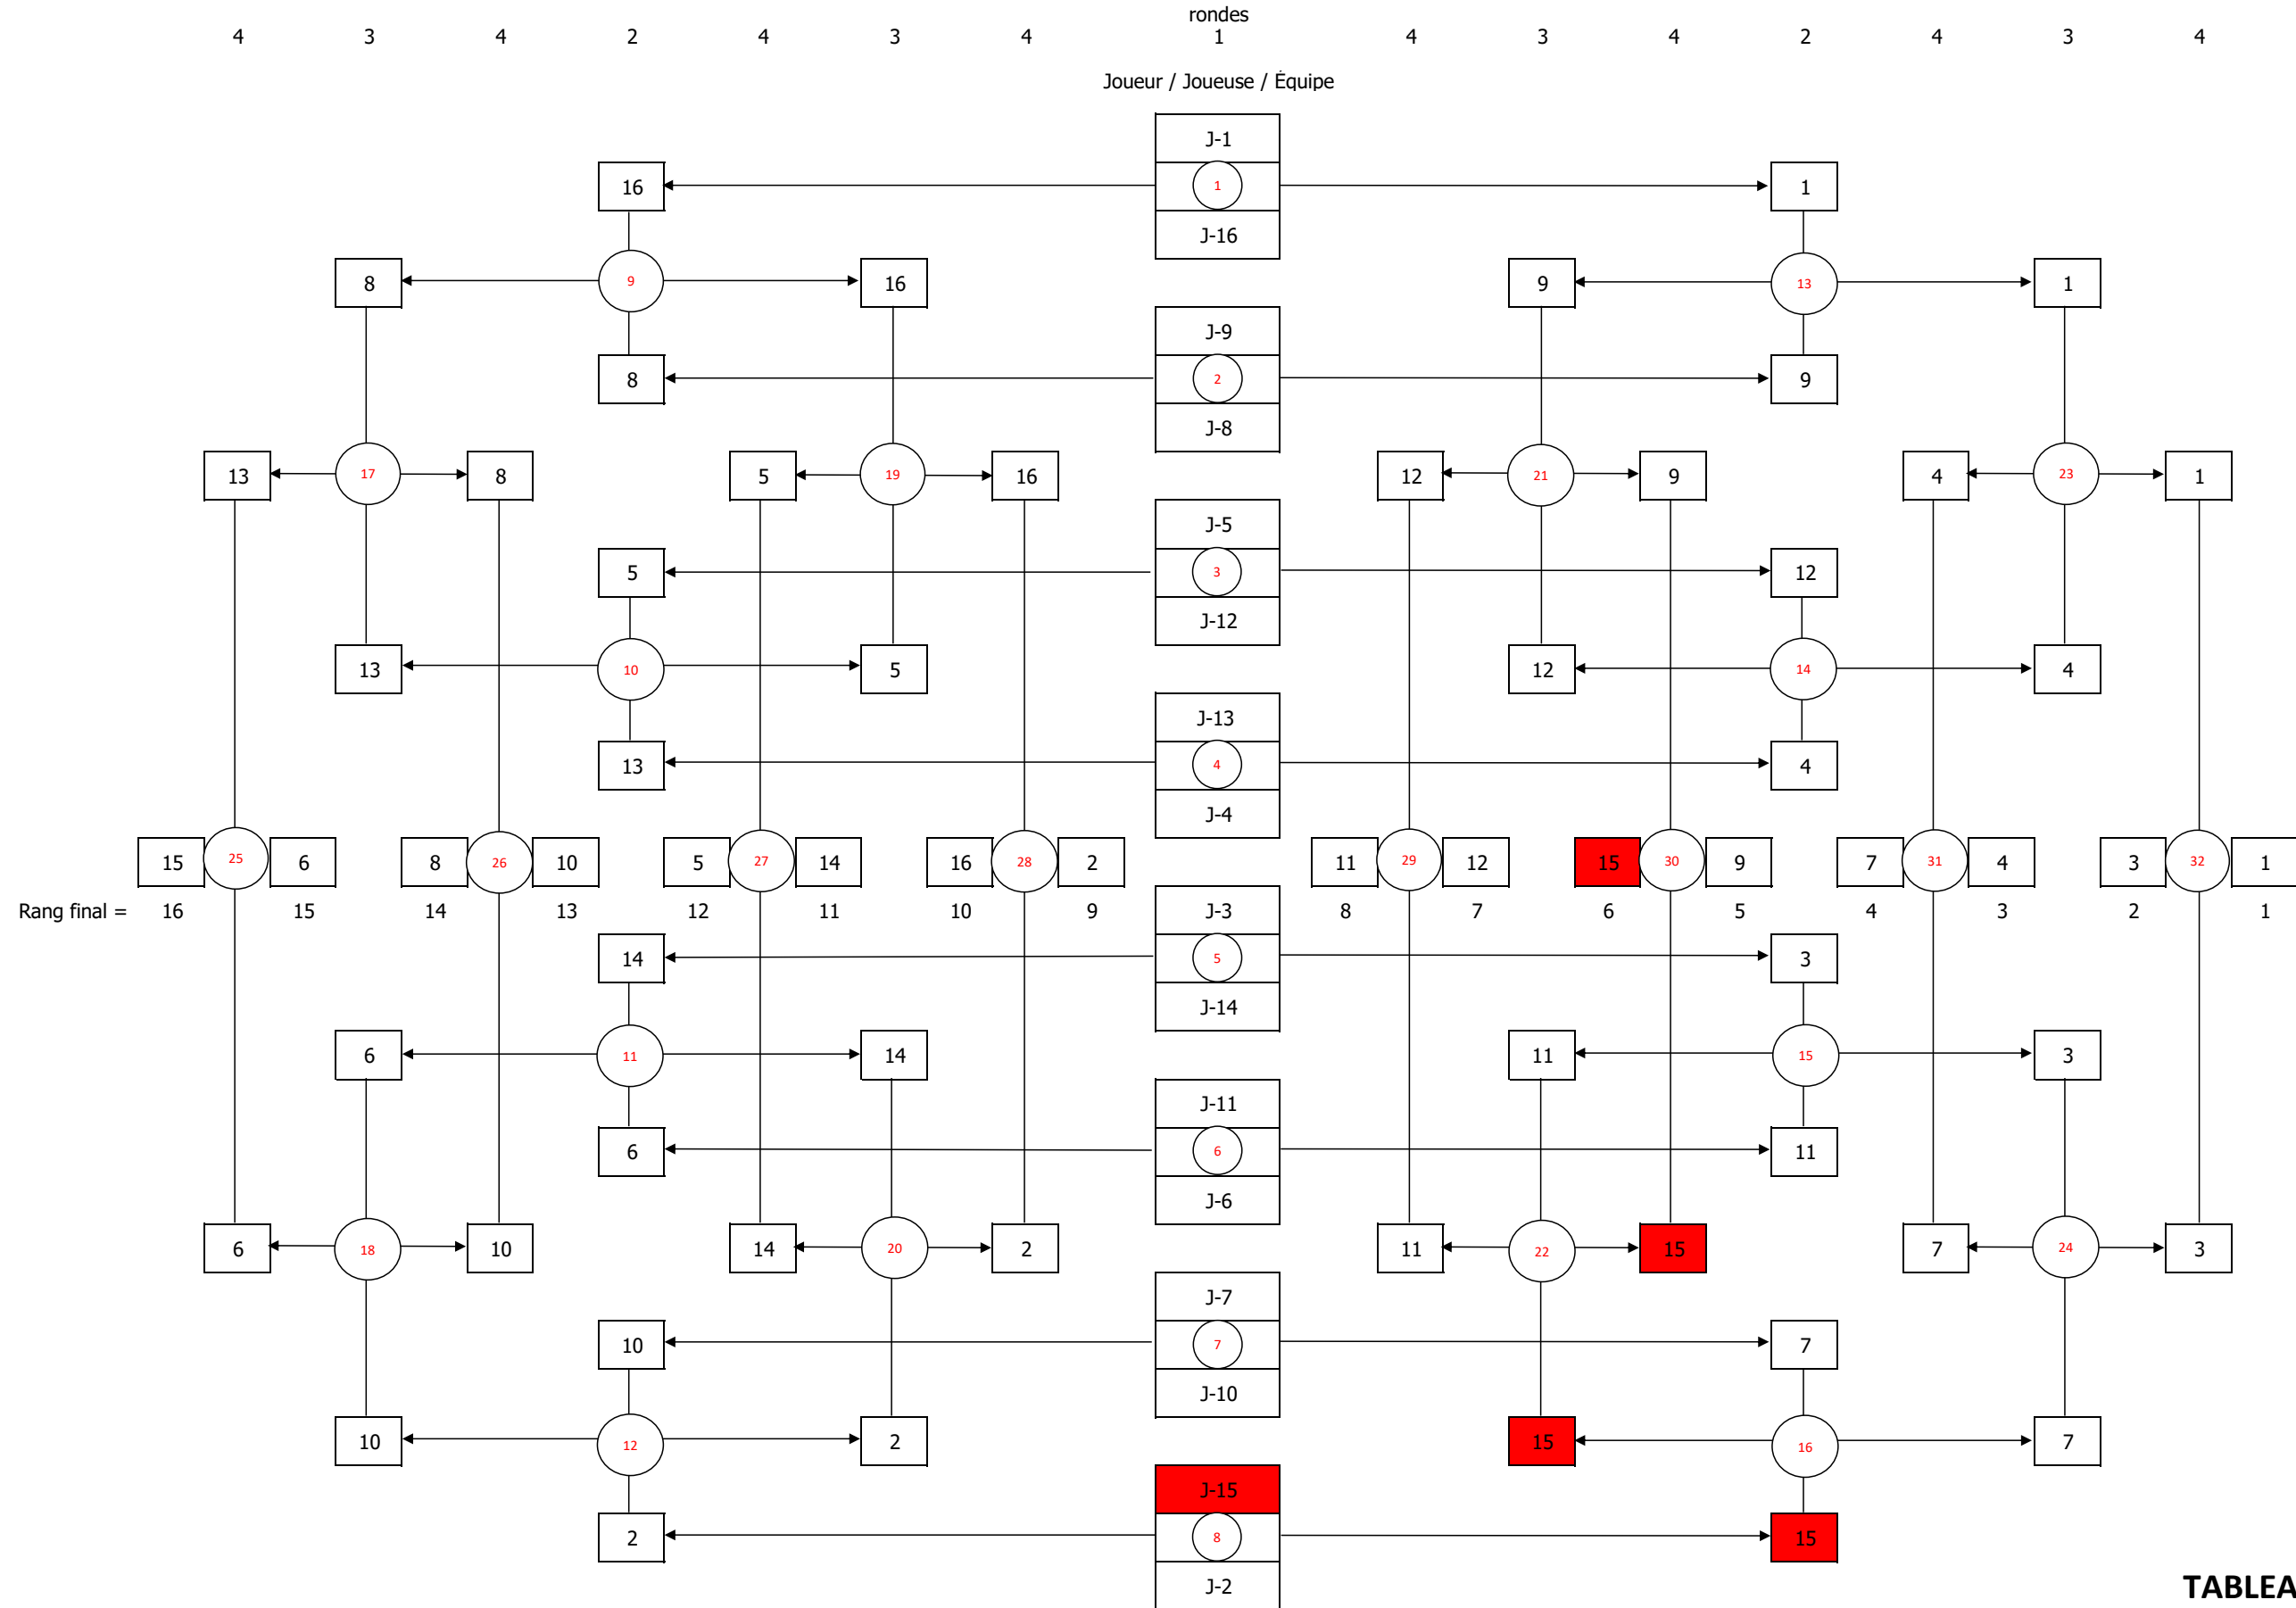 rondes
4 3 4 2 4 3 4 1 4 3 4 2 4 3 4
Joueur / Joueuse / Équipe
J-1
16 1 1
J-16
8 9 16 9 13 1
J-9
8 2 9
J-8
13 17 8 5 19 16 12 21 9 4 23 1
J-5
5 3 12
J-12
13 10 5 12 14 4
J-13
13 4 4
J-4
15 25 6 8 26 10 5 27 14 16 28 2 11 29 12 15 30 9 7 31 4 3 32 1
Rang final = 16 15 14 13 12 11 10 9 J-3 8 7 6 5 4 3 2 1
14 5 3
J-14
6 11 14 11 15 3
J-11
6 6 11
J-6
6 18 10 14 20 2 11 22 15 7 24 3
J-7
10 7 7
J-10
10 12 2 15 16 7
J-15
2 8 15
J-2
TABLEA